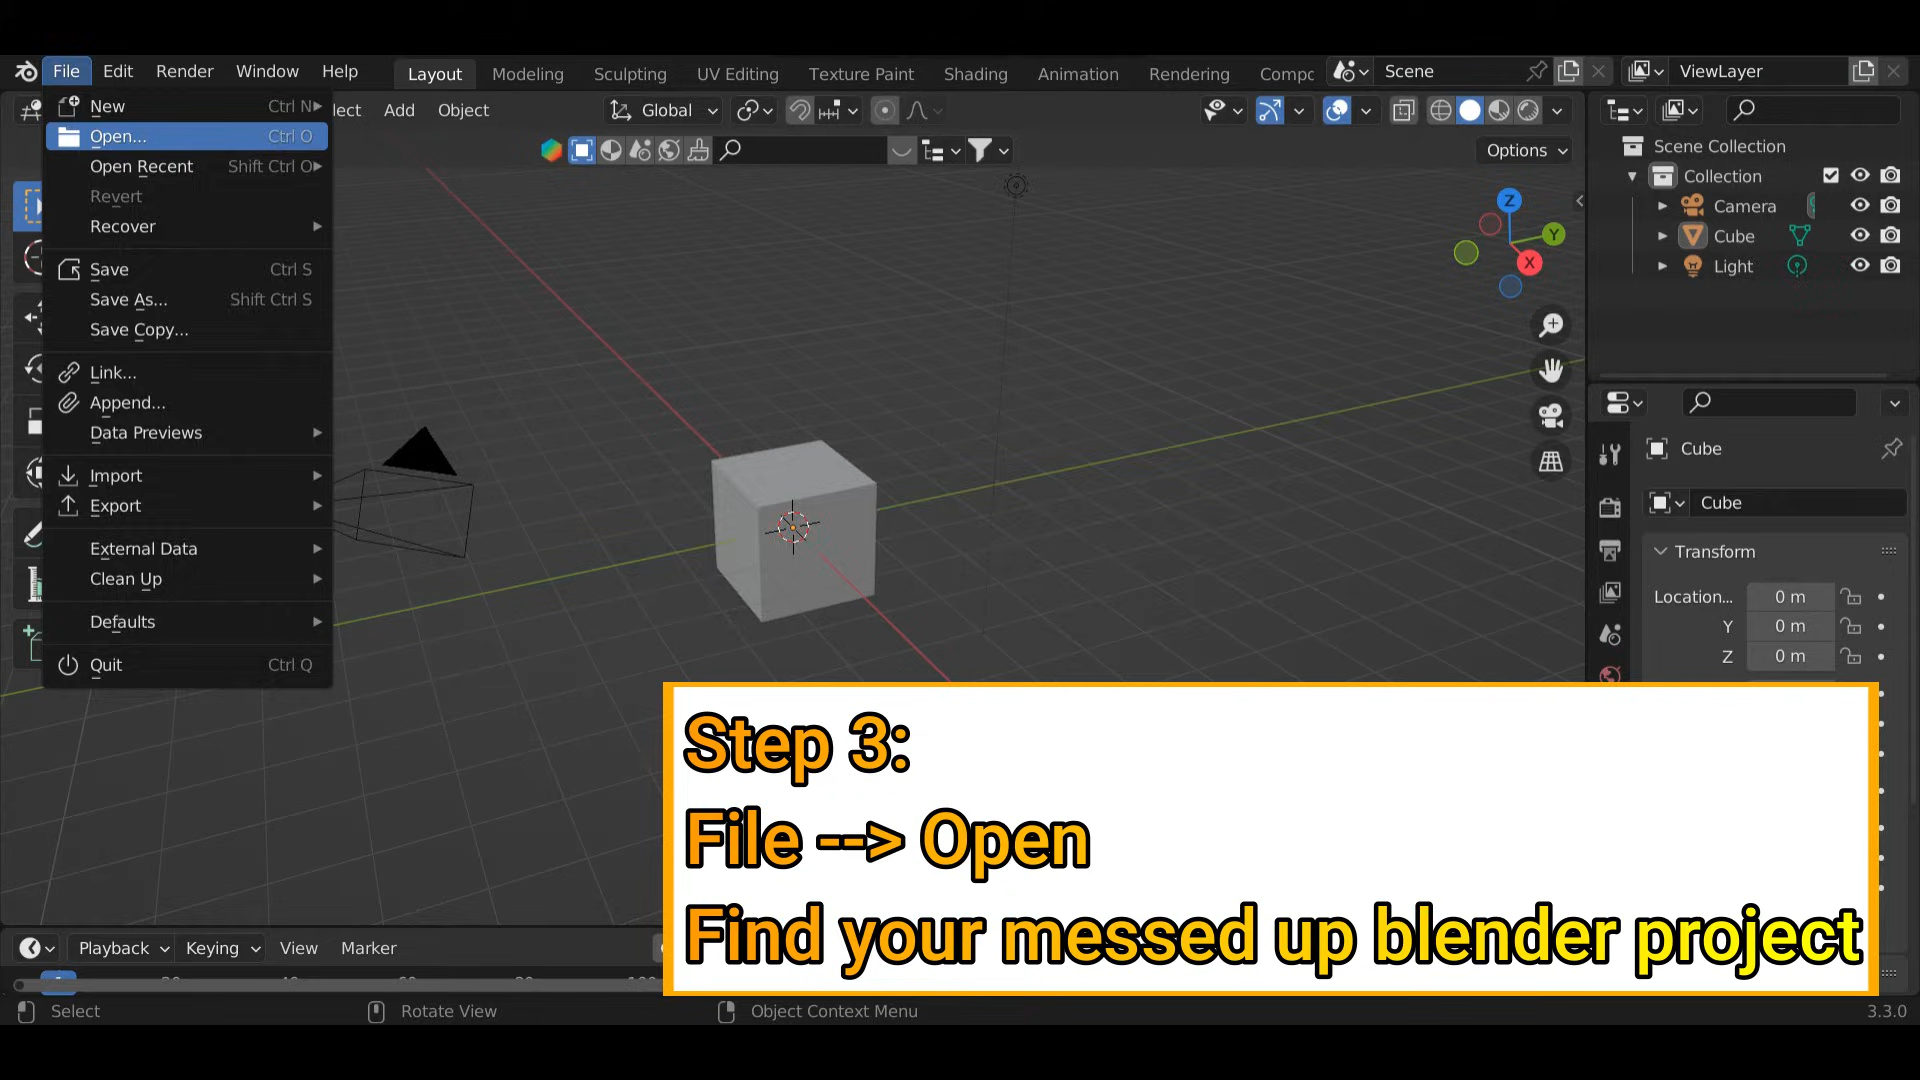 File Edit Render Window Help Layout Modeling Sculpting UV Editing Texture Paint Shading Animation Rendering Compc Scene ViewLayer
lect Add Object Global
Options
New Ctrl N
Open... Ctrl O
Open Recent Shift Ctrl O
Revert
Recover
Save Ctrl S
Save As... Shift Ctrl S
Save Copy...
Link...
Append...
Data Previews
Import
Export
External Data
Clean Up
Defaults
Quit Ctrl Q
Z
Y
X
Scene Collection
Collection
Camera
Cube
Light
Cube
Cube
Transform
Location... 0 m
Y 0 m
Z 0 m
Step 3:
File --> Open
Find your messed up blender project
Playback Keying View Marker
Select Rotate View Object Context Menu 3.3.0